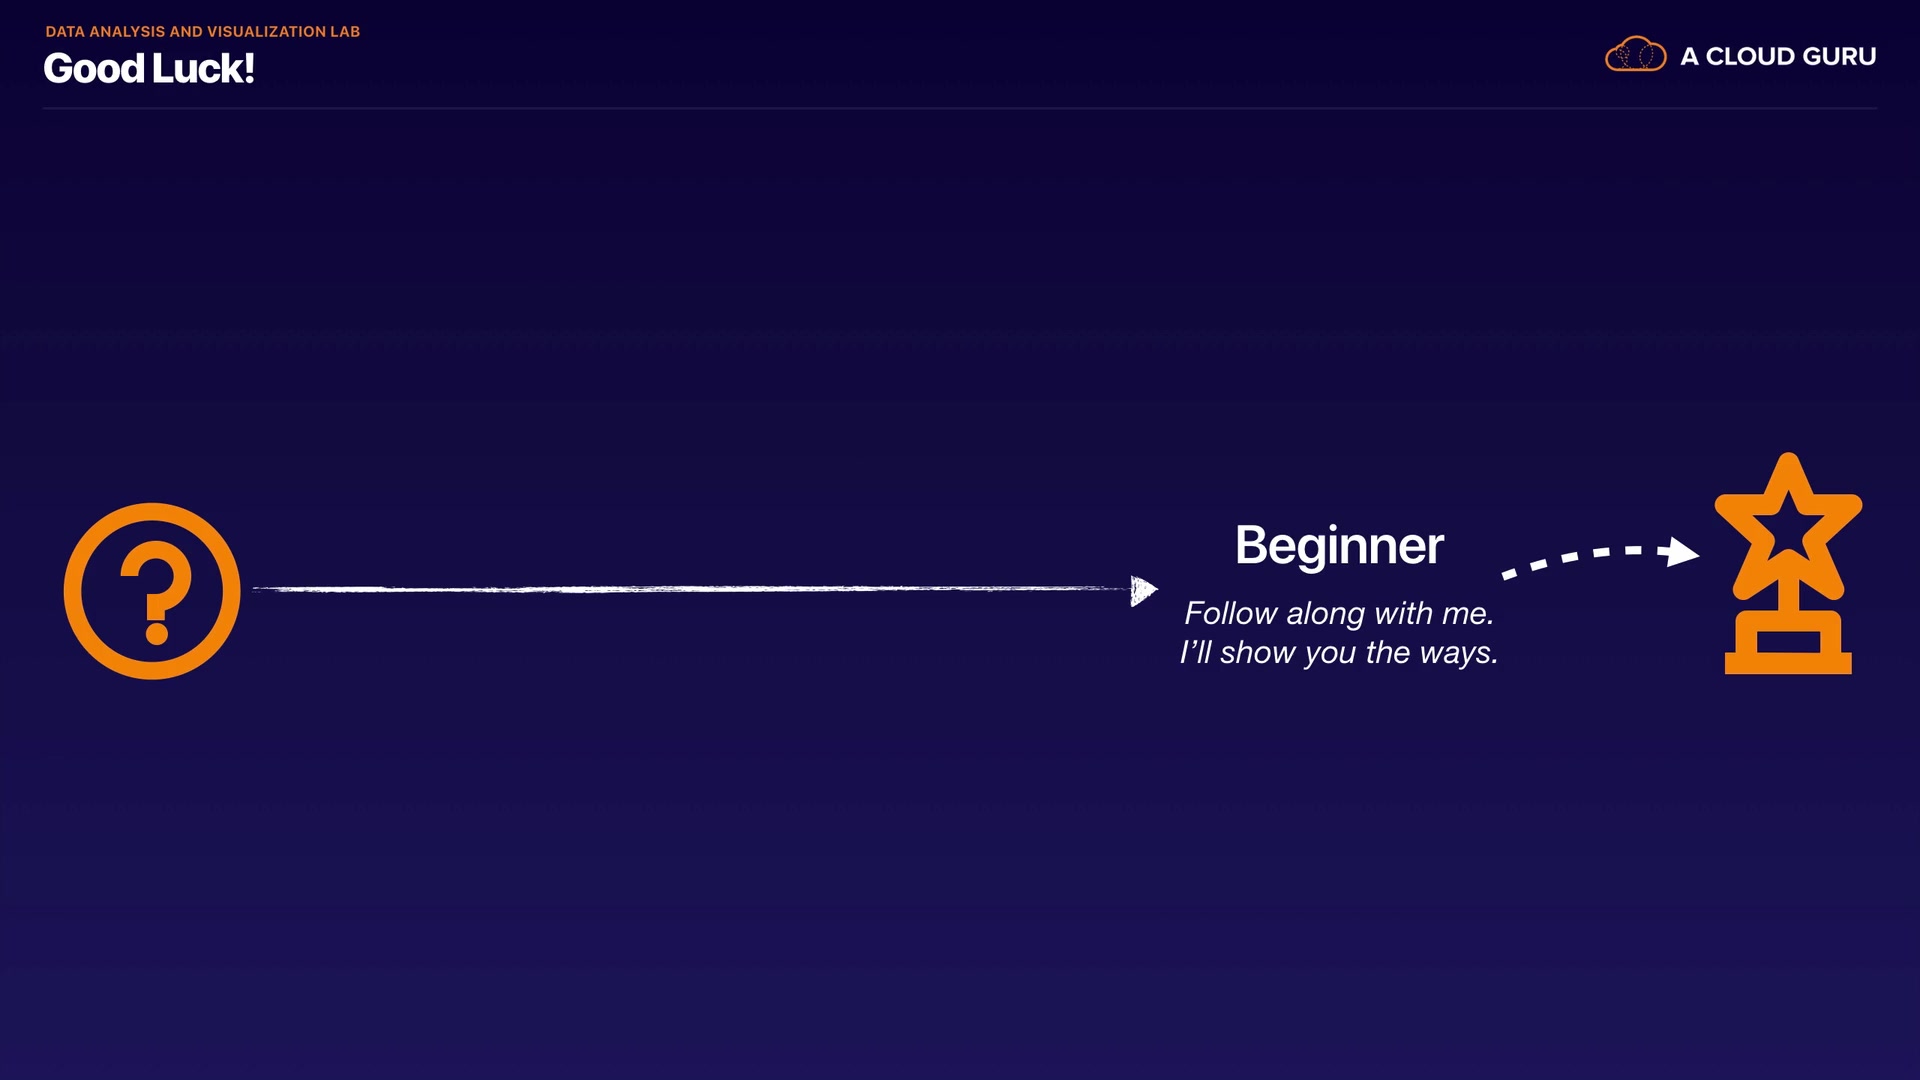 DATA ANALYSIS AND VISUALIZATION LAB
Good Luck!
A CLOUD GURU
?
Beginner
Follow along with me.
I’ll show you the ways.